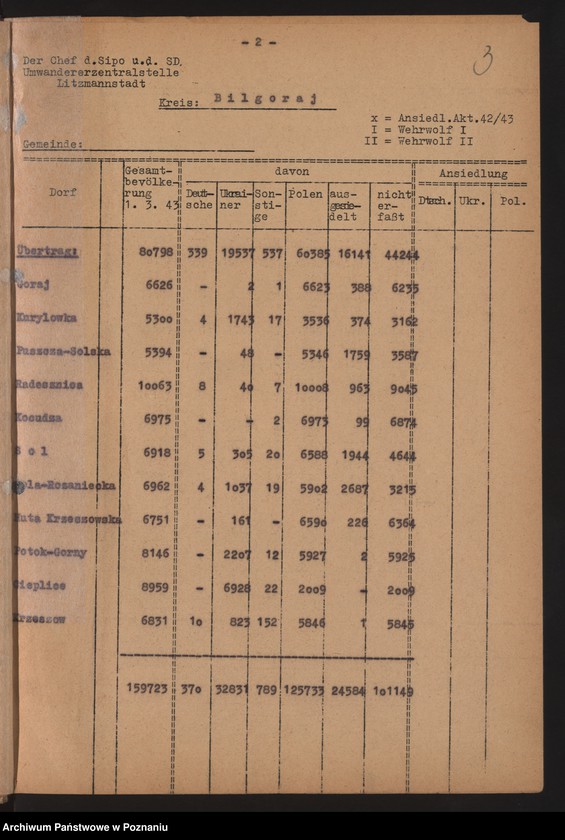 - 2 -
3
Der Chef d.Sipo u.d. SD.
Umwandererzentralstelle
Litzmannstadt
Kreis: Bilgoraj
x = Ansiedl.Akt.42/43
I = Wehrwolf I
II = Wehrwolf II
Gemeinde:
Dorf | Gesamt-bevölke-rung 1. 3. 43 | davon | Ansiedlung
Deut-sche | Ukrai-ner | Son-sti-ge | Polen | aus-gesie-delt | nicht er-faßt | Dtsch. | Ukr. | Pol.
Übertrag: 80798 339 19537 537 60385 16141 44244
Goraj 6626 - 2 1 6623 388 6235
Kurylowka 5300 4 1743 17 3536 374 3162
Puszcza-Solska 5394 - 48 - 5346 1759 3587
Radecznica 10063 8 40 7 10008 963 9045
Kocudza 6975 - - 2 6973 99 6874
Sol 6918 5 305 20 6588 1944 4644
Wola-Rozaniecka 6962 4 1037 19 5902 2687 3215
Huta Krzeszowska 6751 - 161 - 6590 226 6364
Potok-Gorny 8146 - 2207 12 5927 2 5925
Cieplice 8959 - 6928 22 2009 - 2009
Krzeszow 6831 10 823 152 5846 1 5845
159723 370 32831 789 125733 24584 101149
Archiwum Państwowe w Poznaniu